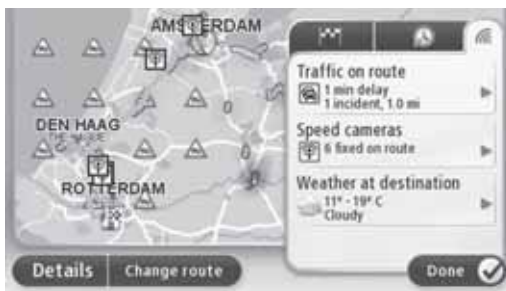 AMSTERDAM
DEN HAAG
ROTTERDAM
Traffic on route
1 min delay
1 incident, 1.0 mi
Speed cameras
6 fixed on route
Weather at destination
11° - 19° C
Cloudy
Details
Change route
Done